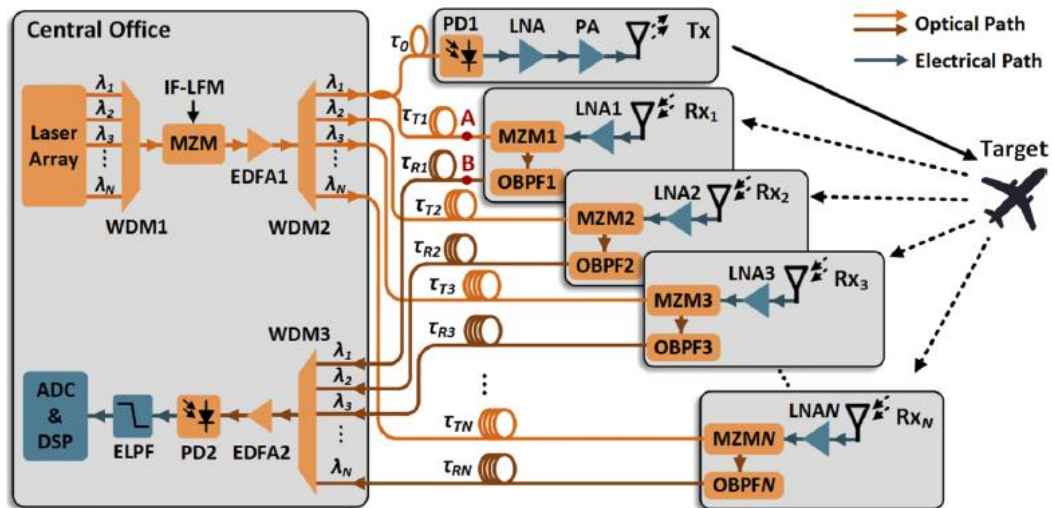 Central Office
Laser
Array
λ1
λ2
λ3
⋮
λN
WDM1
IF-LFM
MZM
EDFA1
WDM2
λ1
λ2
λ3
⋮
λN
τ0
PD1
LNA
PA
Tx
Optical Path
Electrical Path
τT1
A
MZM1
LNA1
Rx1
τR1
B
OBPF1
Target
τT2
MZM2
LNA2
Rx2
τR2
OBPF2
τT3
MZM3
LNA3
Rx3
τR3
OBPF3
...
τTN
MZMN
LNAN
RxN
τRN
OBPFN
WDM3
λ1
λ2
λ3
⋮
λN
ADC
&
DSP
ELPF
PD2
EDFA2